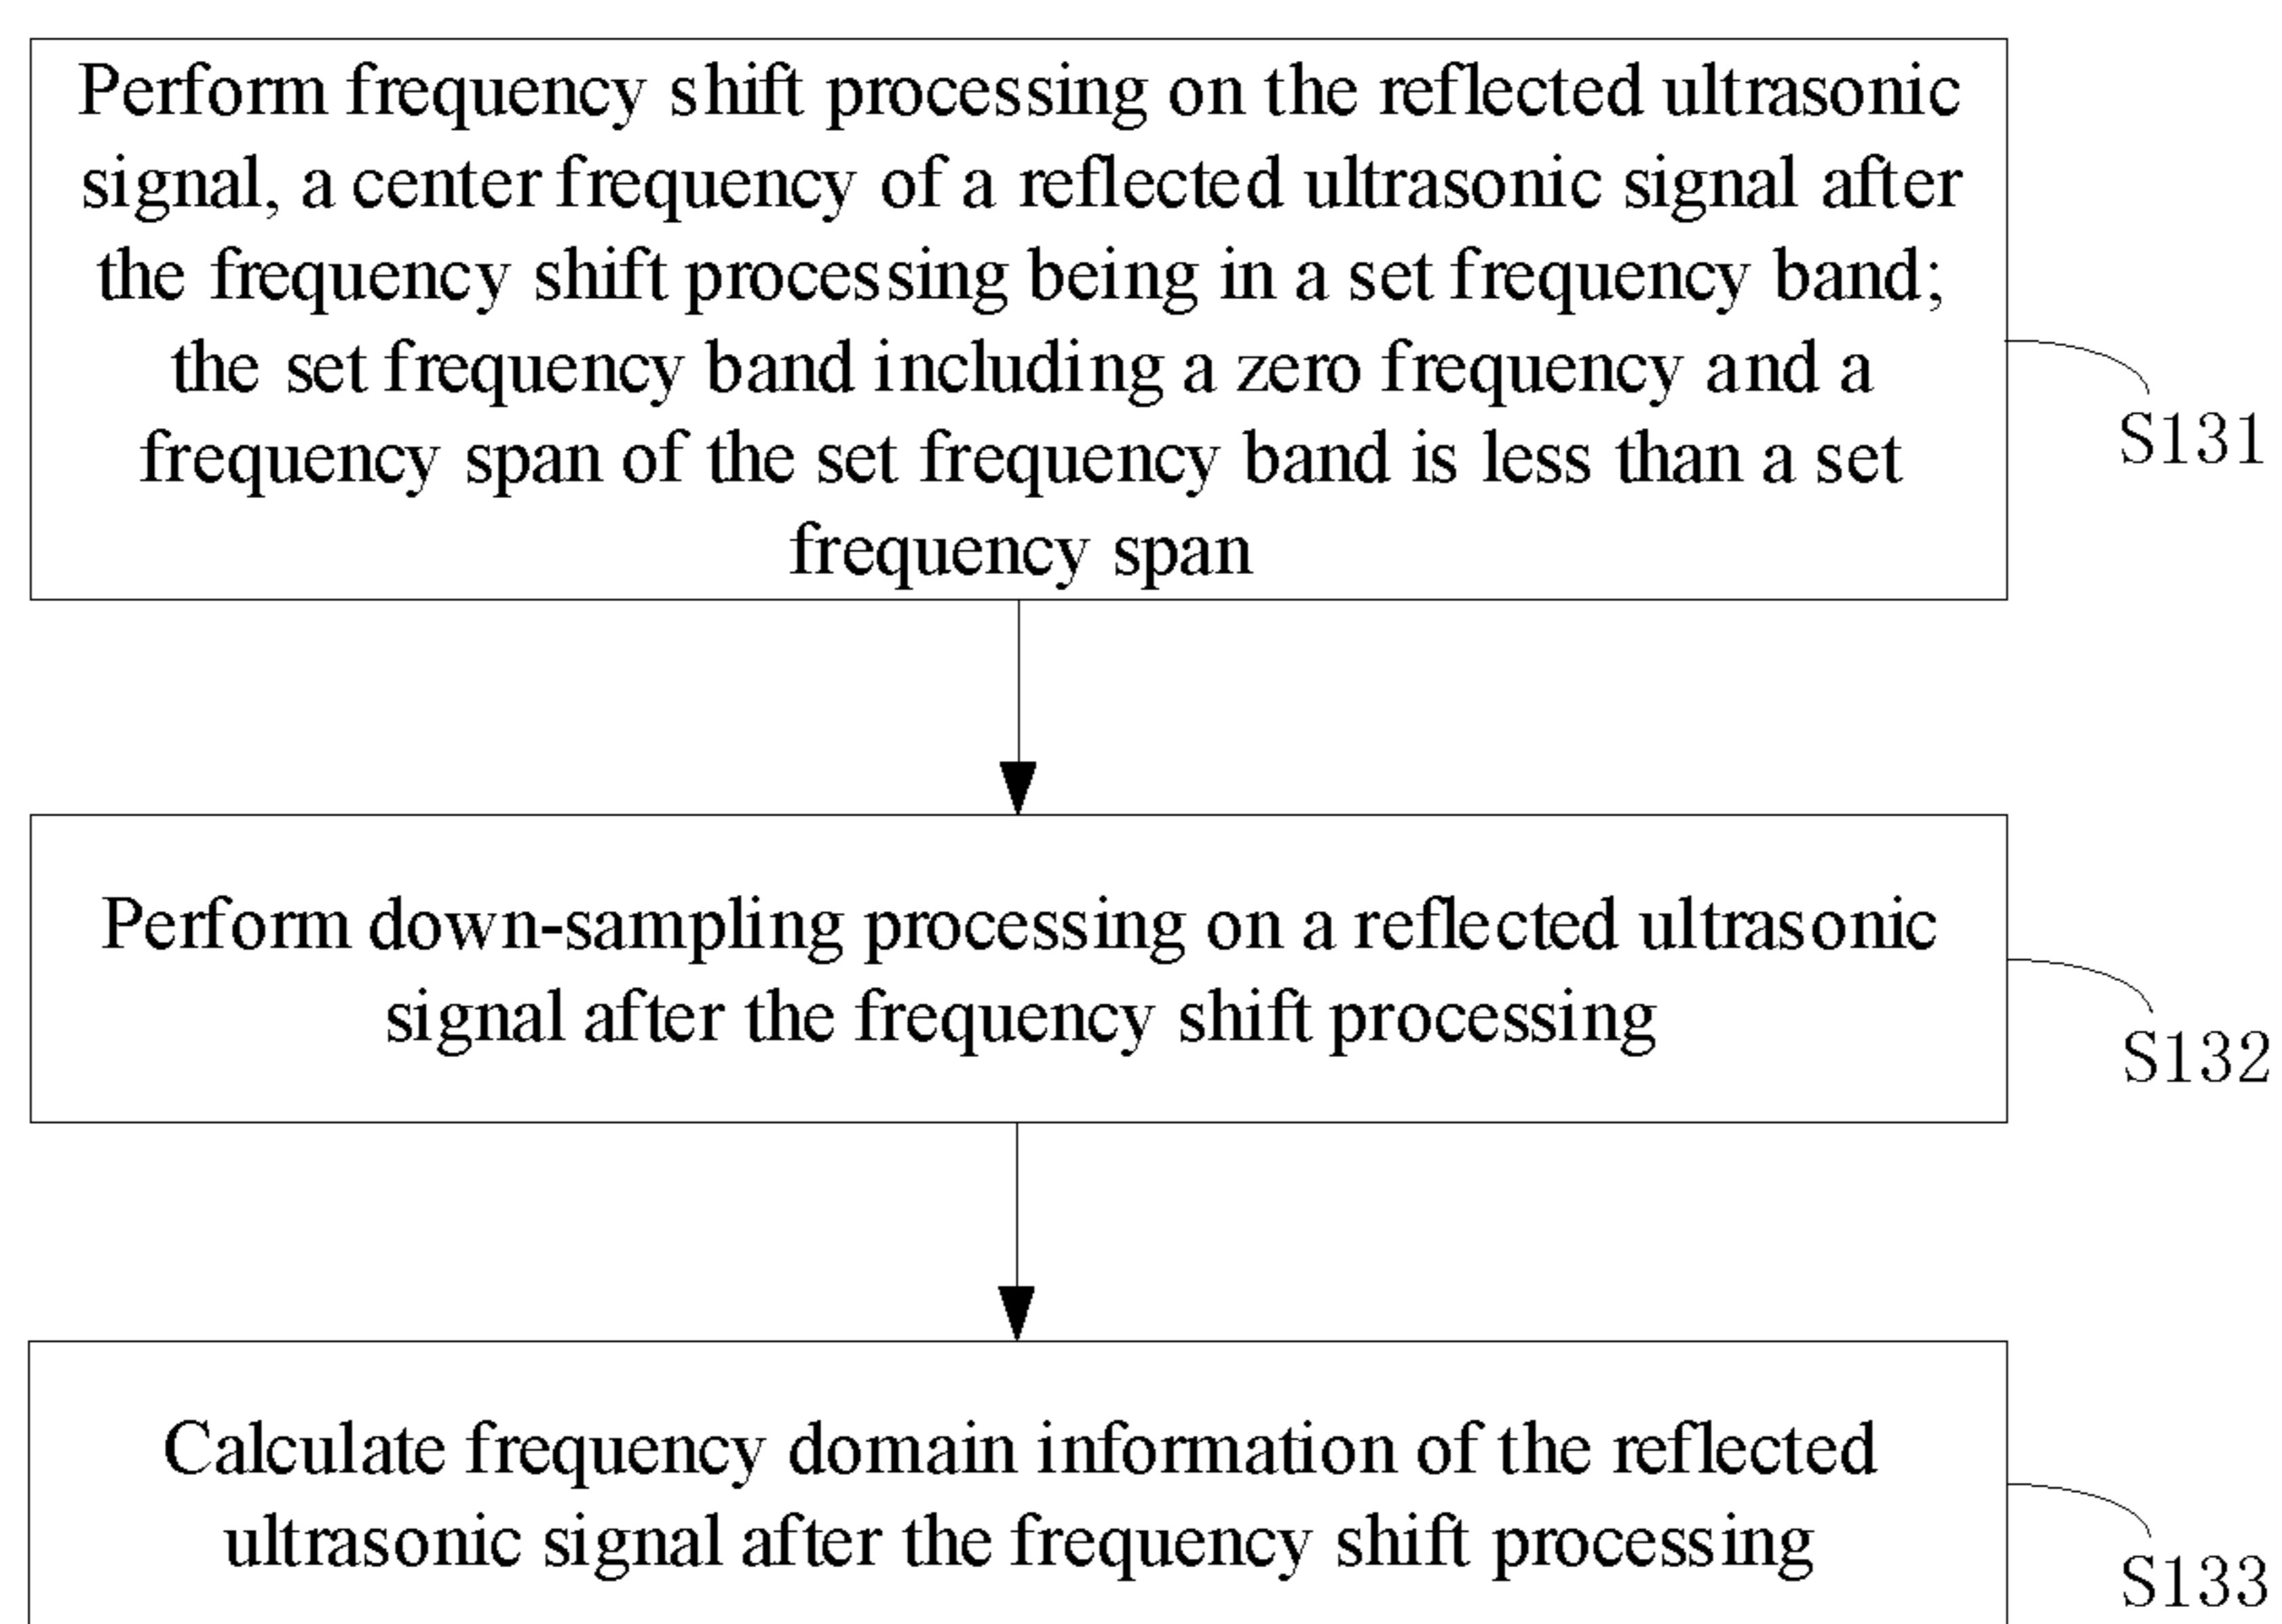 Perform frequency shift processing on the reflected ultrasonic
signal, a center frequency of a reflected ultrasonic signal after
the frequency shift processing being in a set frequency band;
the set frequency band including a zero frequency and a
frequency span of the set frequency band is less than a set
frequency span
S131
Perform down-sampling processing on a reflected ultrasonic
signal after the frequency shift processing
S132
Calculate frequency domain information of the reflected
ultrasonic signal after the frequency shift processing
S133